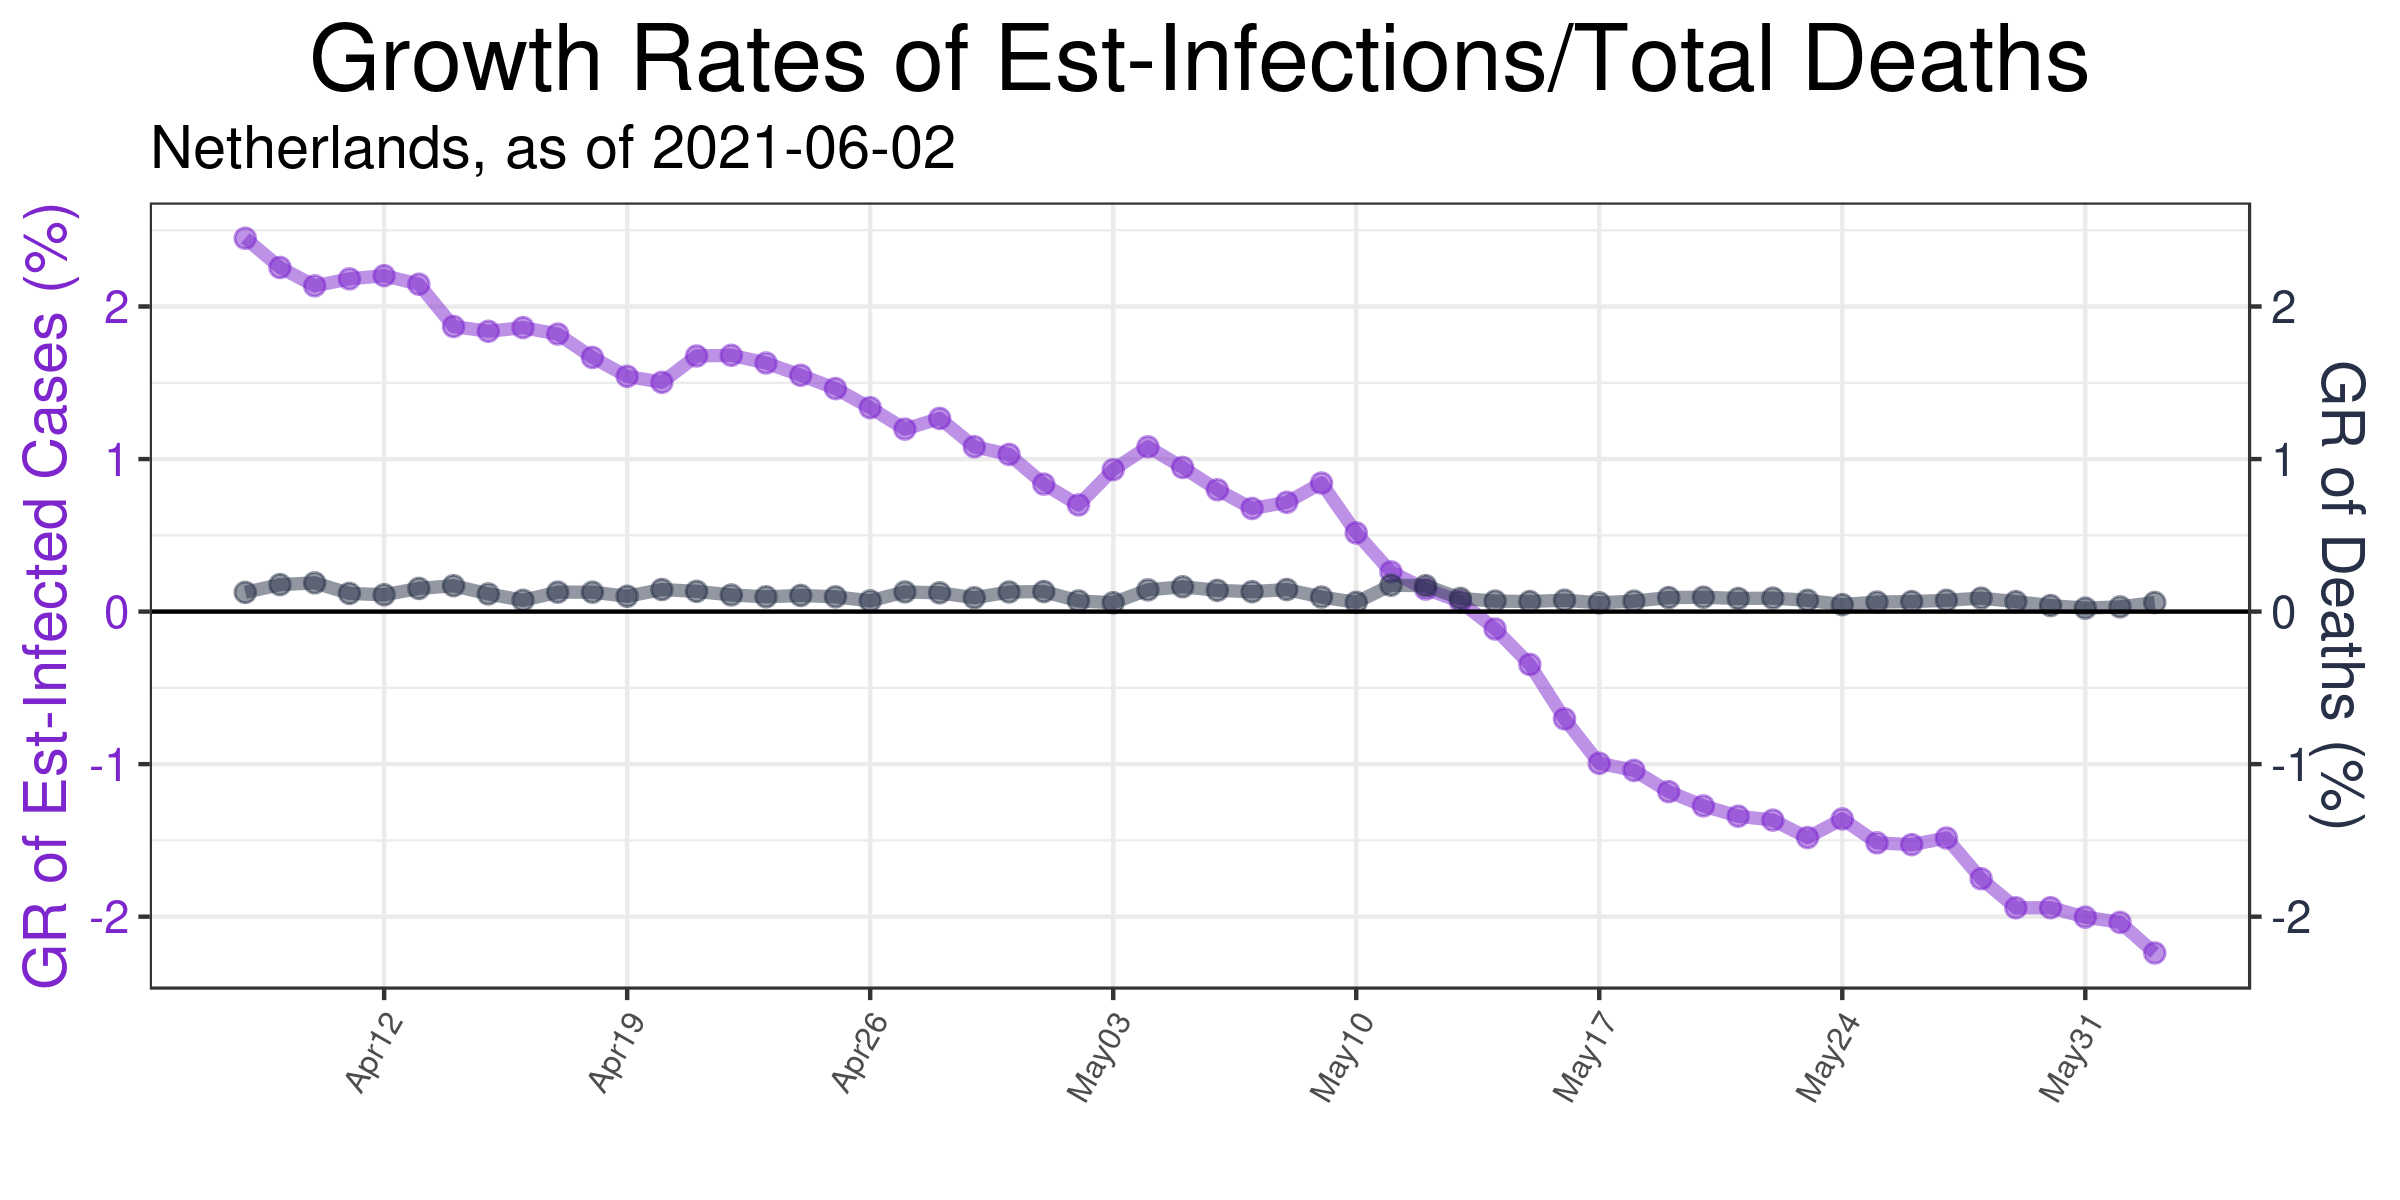 Growth Rates of Est-Infections/Total Deaths
Netherlands, as of 2021-06-02
GR of Est-Infected Cases (%)
2
1
0
-1
-2
2
1
0
-1
-2
GR of Deaths (%)
Apr12
Apr19
Apr26
May03
May10
May17
May24
May31